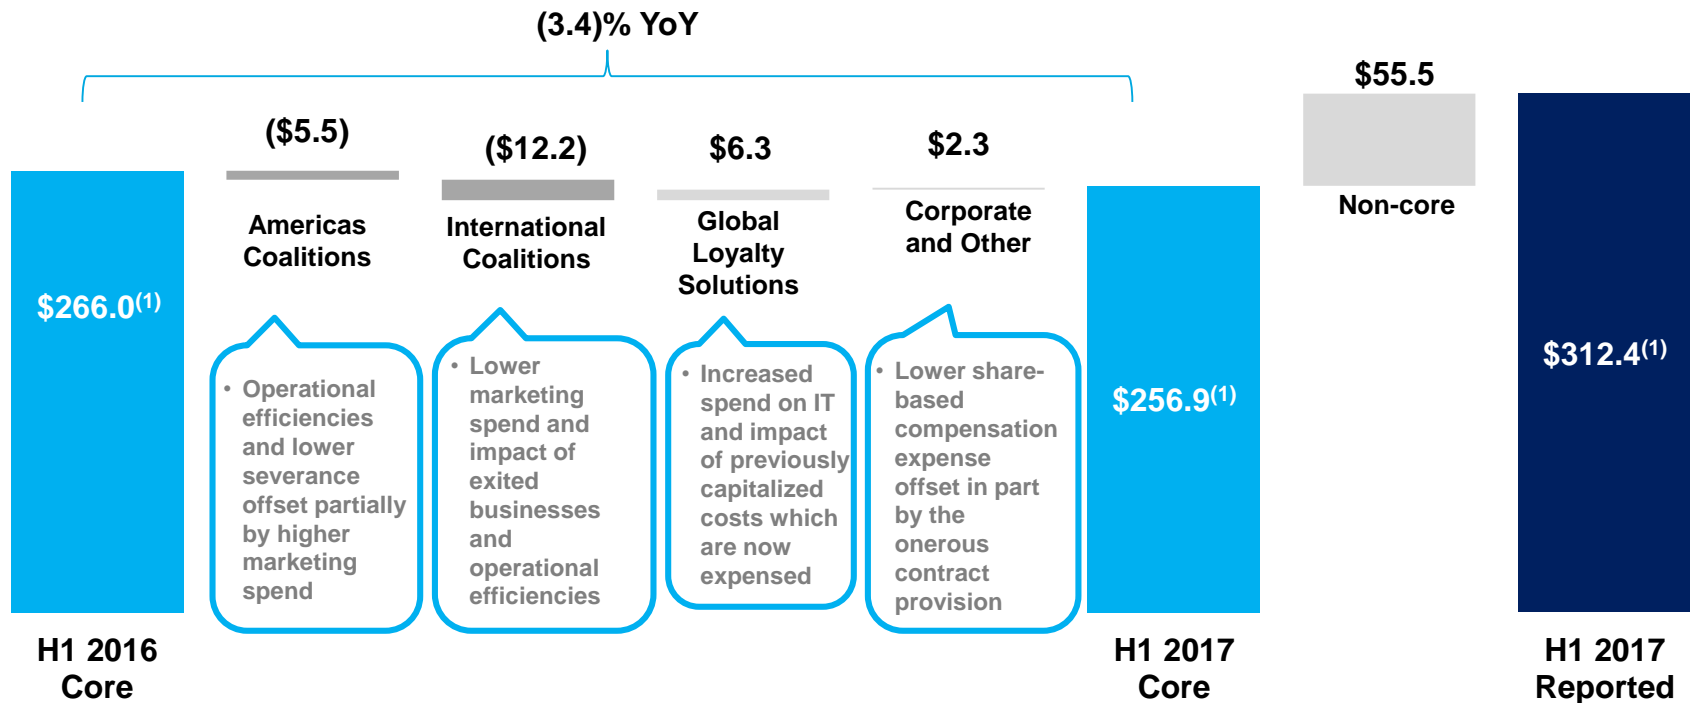 (3.4)% YoY
$55.5
($5.5)
($12.2)
$6.3
$2.3
Americas
Coalitions
International
Coalitions
Global
Loyalty
Solutions
Corporate
and Other
Non-core
$266.0(1)
• Operational
efficiencies
and lower
severance
offset partially
by higher
marketing
spend
• Lower
marketing
spend and
impact of
exited
businesses
and
operational
efficiencies
• Increased
spend on IT
and impact
of previously
capitalized
costs which
are now
expensed
• Lower share-
based
compensation
expense
offset in part
by the
onerous
contract
provision
$256.9(1)
$312.4(1)
H1 2016
Core
H1 2017
Core
H1 2017
Reported